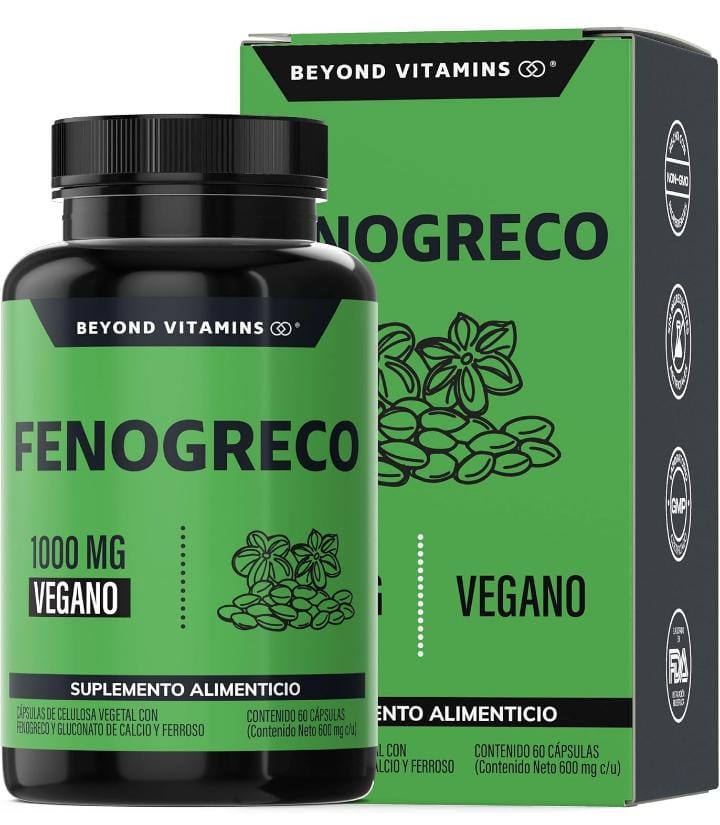 BEYOND VITAMINS ®
FENOGRECO
1000 MG
VEGANO
SUPLEMENTO ALIMENTICIO
CÁPSULAS DE CELULOSA VEGETAL CON
FENOGRECO Y GLUCONATO DE CALCIO Y FERROSO
CONTENIDO 60 CÁPSULAS
(Contenido Neto 600 mg c/u)
BEYOND VITAMINS ®
NOGRECO
G
VEGANO
ENTO ALIMENTICIO
AL CON
ALCIO Y FERROSO
CONTENIDO 60 CÁPSULAS
(Contenido Neto 600 mg c/u)
NON-GMO
GMP
FDA